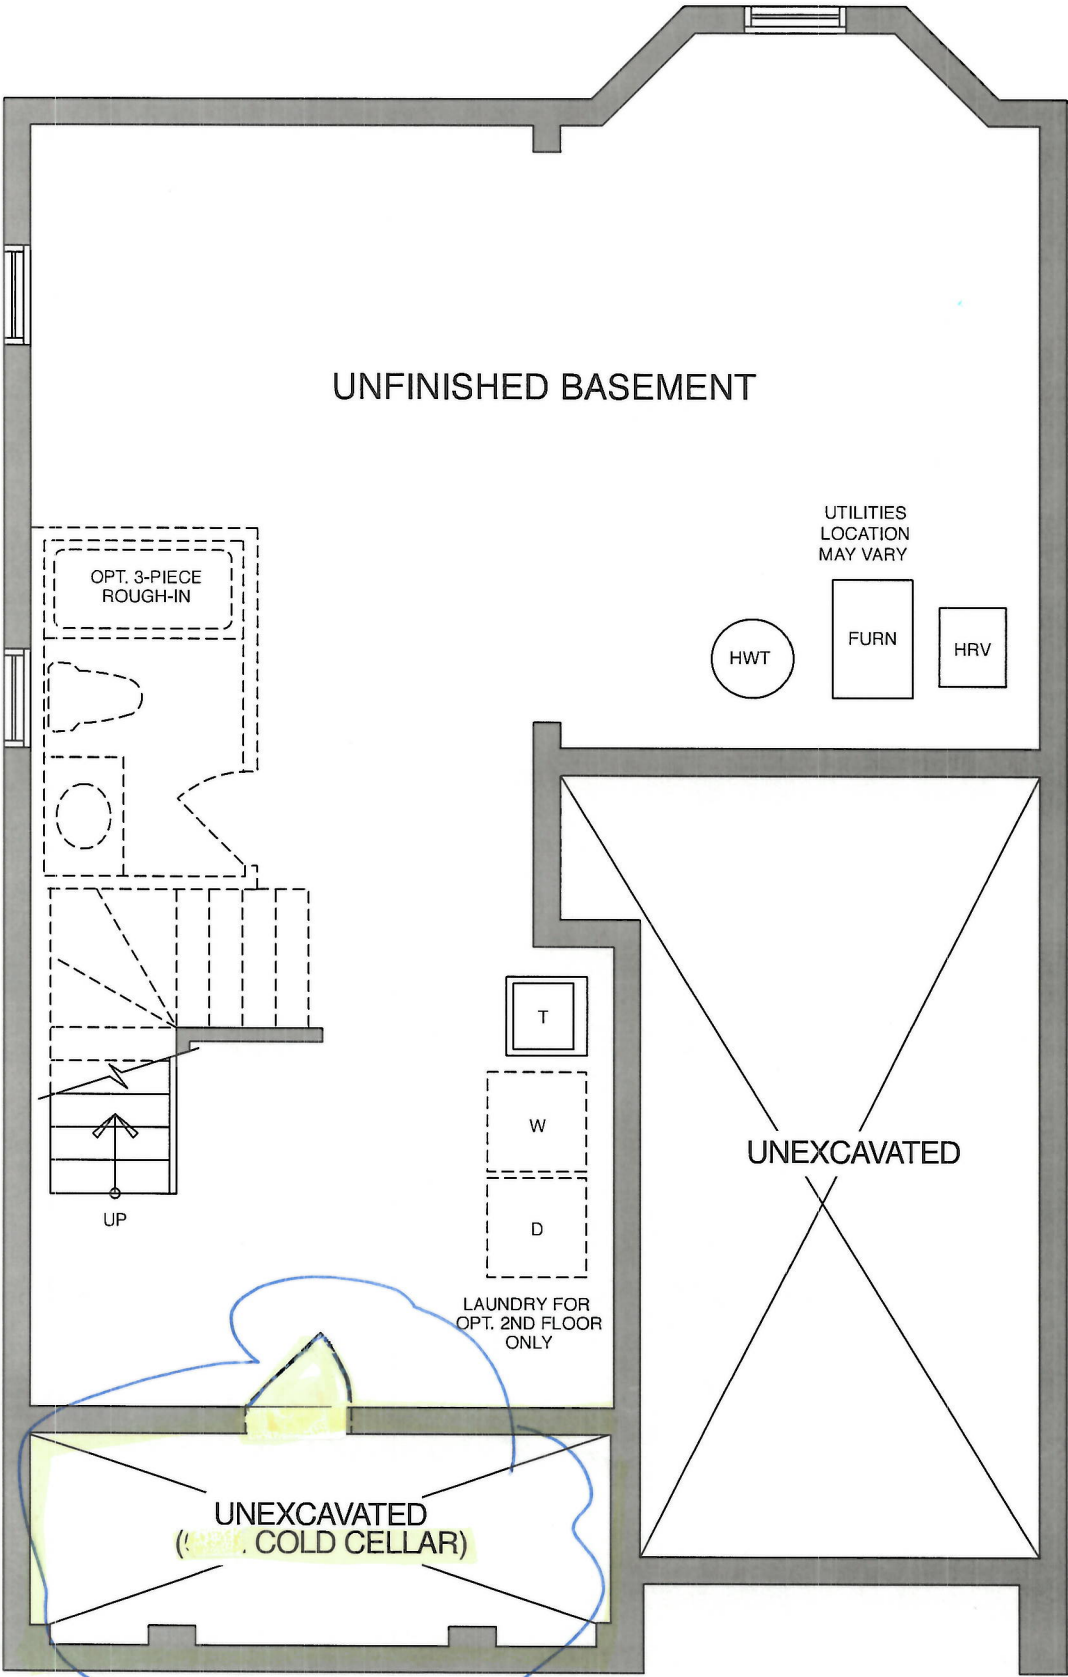 UNFINISHED BASEMENT
UTILITIES
LOCATION
MAY VARY
OPT. 3-PIECE
ROUGH-IN
HWT
FURN
HRV
T
W
UNEXCAVATED
UP
D
LAUNDRY FOR
OPT. 2ND FLOOR
ONLY
UNEXCAVATED
( . COLD CELLAR)